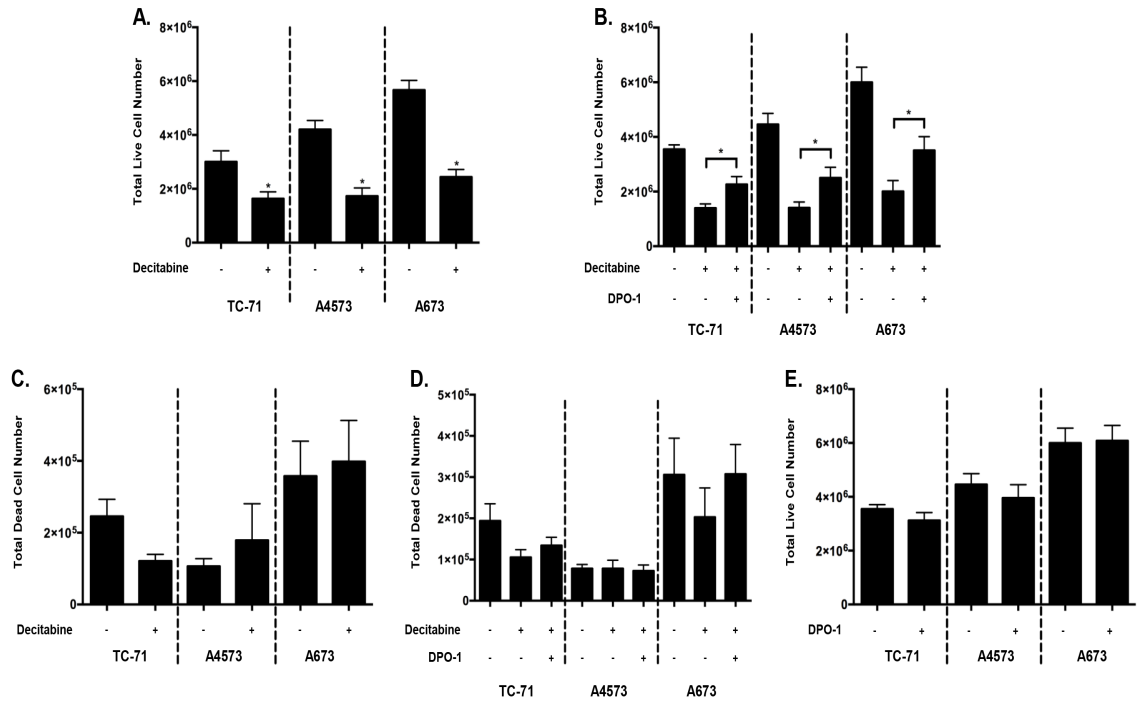 A.
Total Live Cell Number
8×10⁶
6×10⁶
4×10⁶
2×10⁶
0
* * *
Decitabine - + - + - +
TC-71 A4573 A673
B.
Total Live Cell Number
8×10⁶
6×10⁶
4×10⁶
2×10⁶
0
* * *
Decitabine - + + - + + - + +
DPO-1 - - + - - + - - +
TC-71 A4573 A673
C.
Total Dead Cell Number
6×10⁵
4×10⁵
2×10⁵
0
Decitabine - + - + - +
TC-71 A4573 A673
D.
Total Dead Cell Number
5×10⁵
4×10⁵
3×10⁵
2×10⁵
1×10⁵
0
Decitabine - + + - + + - + +
DPO-1 - - + - - + - - +
TC-71 A4573 A673
E.
Total Live Cell Number
8×10⁶
6×10⁶
4×10⁶
2×10⁶
0
DPO-1 - + - + - +
TC-71 A4573 A673